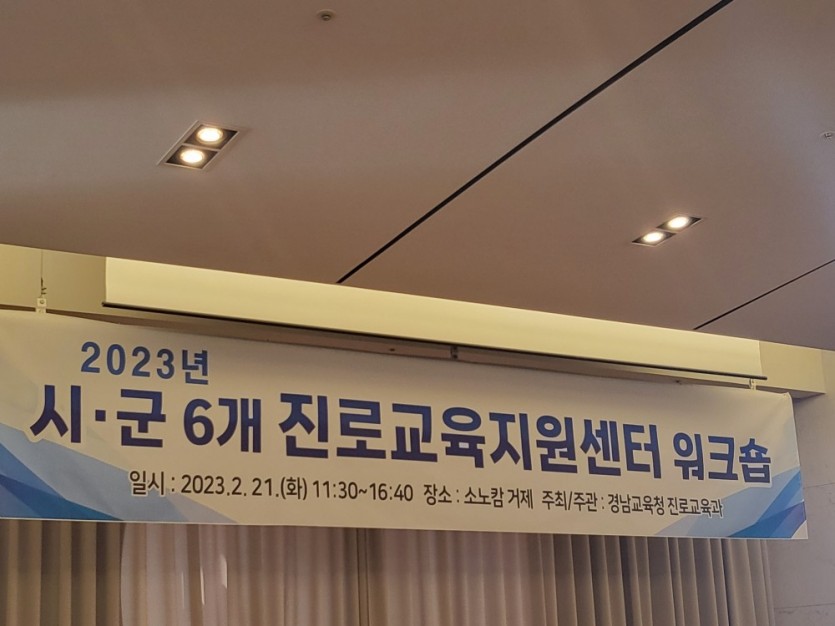 2023년
시·군 6개 진로교육지원센터 워크숍
일시 : 2023.2. 21.(화) 11:30~16:40 장소 : 소노캄 거제 주최/주관 : 경남교육청 진로교육과